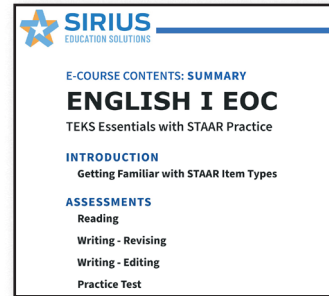 SIRIUS
EDUCATION SOLUTIONS
E-COURSE CONTENTS: SUMMARY
ENGLISH I EOC
TEKS Essentials with STAAR Practice
INTRODUCTION
Getting Familiar with STAAR Item Types
ASSESSMENTS
Reading
Writing - Revising
Writing - Editing
Practice Test